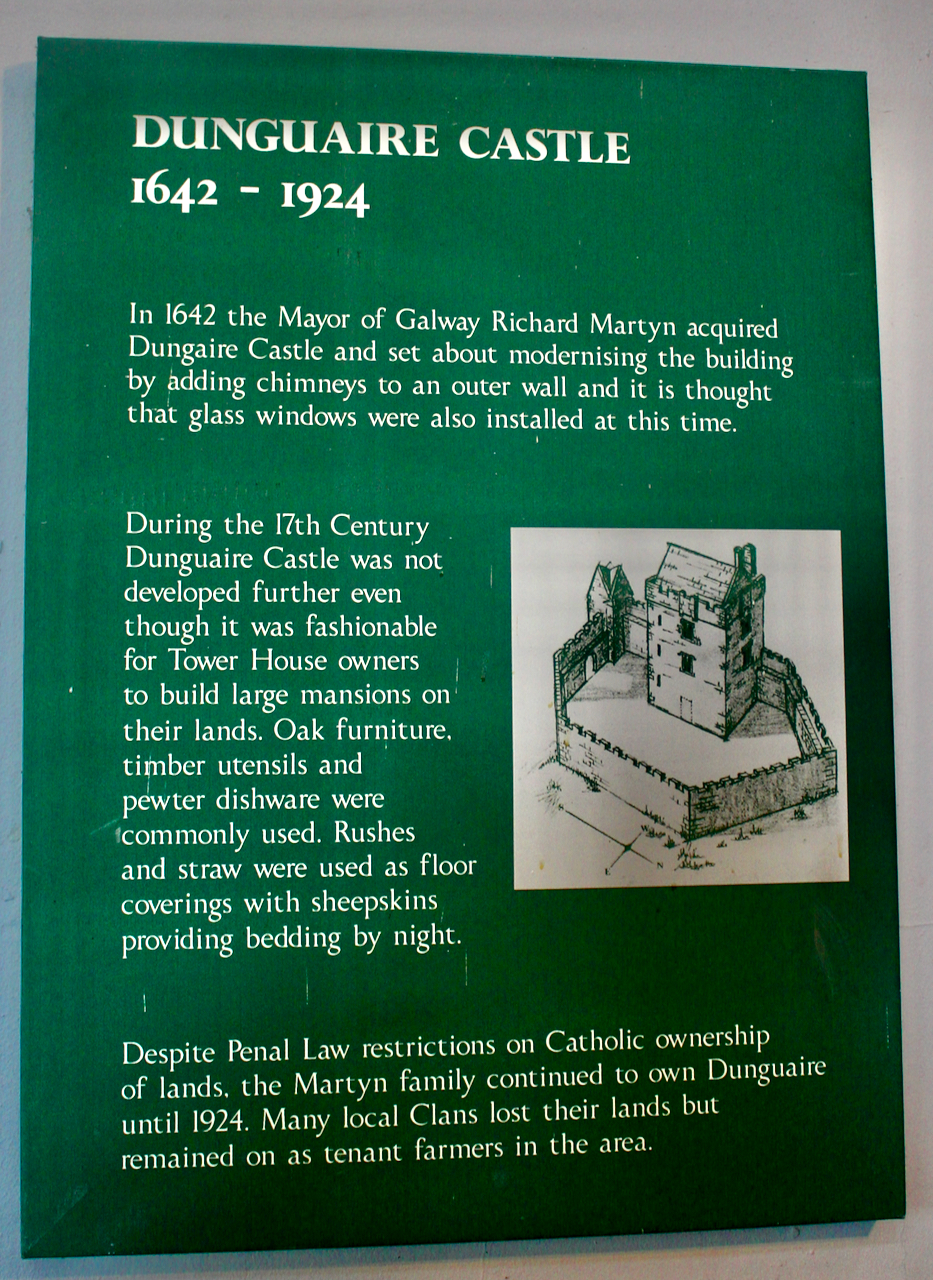 DUNGUAIRE CASTLE
1642 - 1924
In 1642 the Mayor of Galway Richard Martyn acquired
Dungaire Castle and set about modernising the building
by adding chimneys to an outer wall and it is thought
that glass windows were also installed at this time.
During the 17th Century
Dunguaire Castle was not
developed further even
though it was fashionable
for Tower House owners
to build large mansions on
their lands. Oak furniture,
timber utensils and
pewter dishware were
commonly used. Rushes
and straw were used as floor
coverings with sheepskins
providing bedding by night.
E N
Despite Penal Law restrictions on Catholic ownership
of lands, the Martyn family continued to own Dunguaire
until 1924. Many local Clans lost their lands but
remained on as tenant farmers in the area.